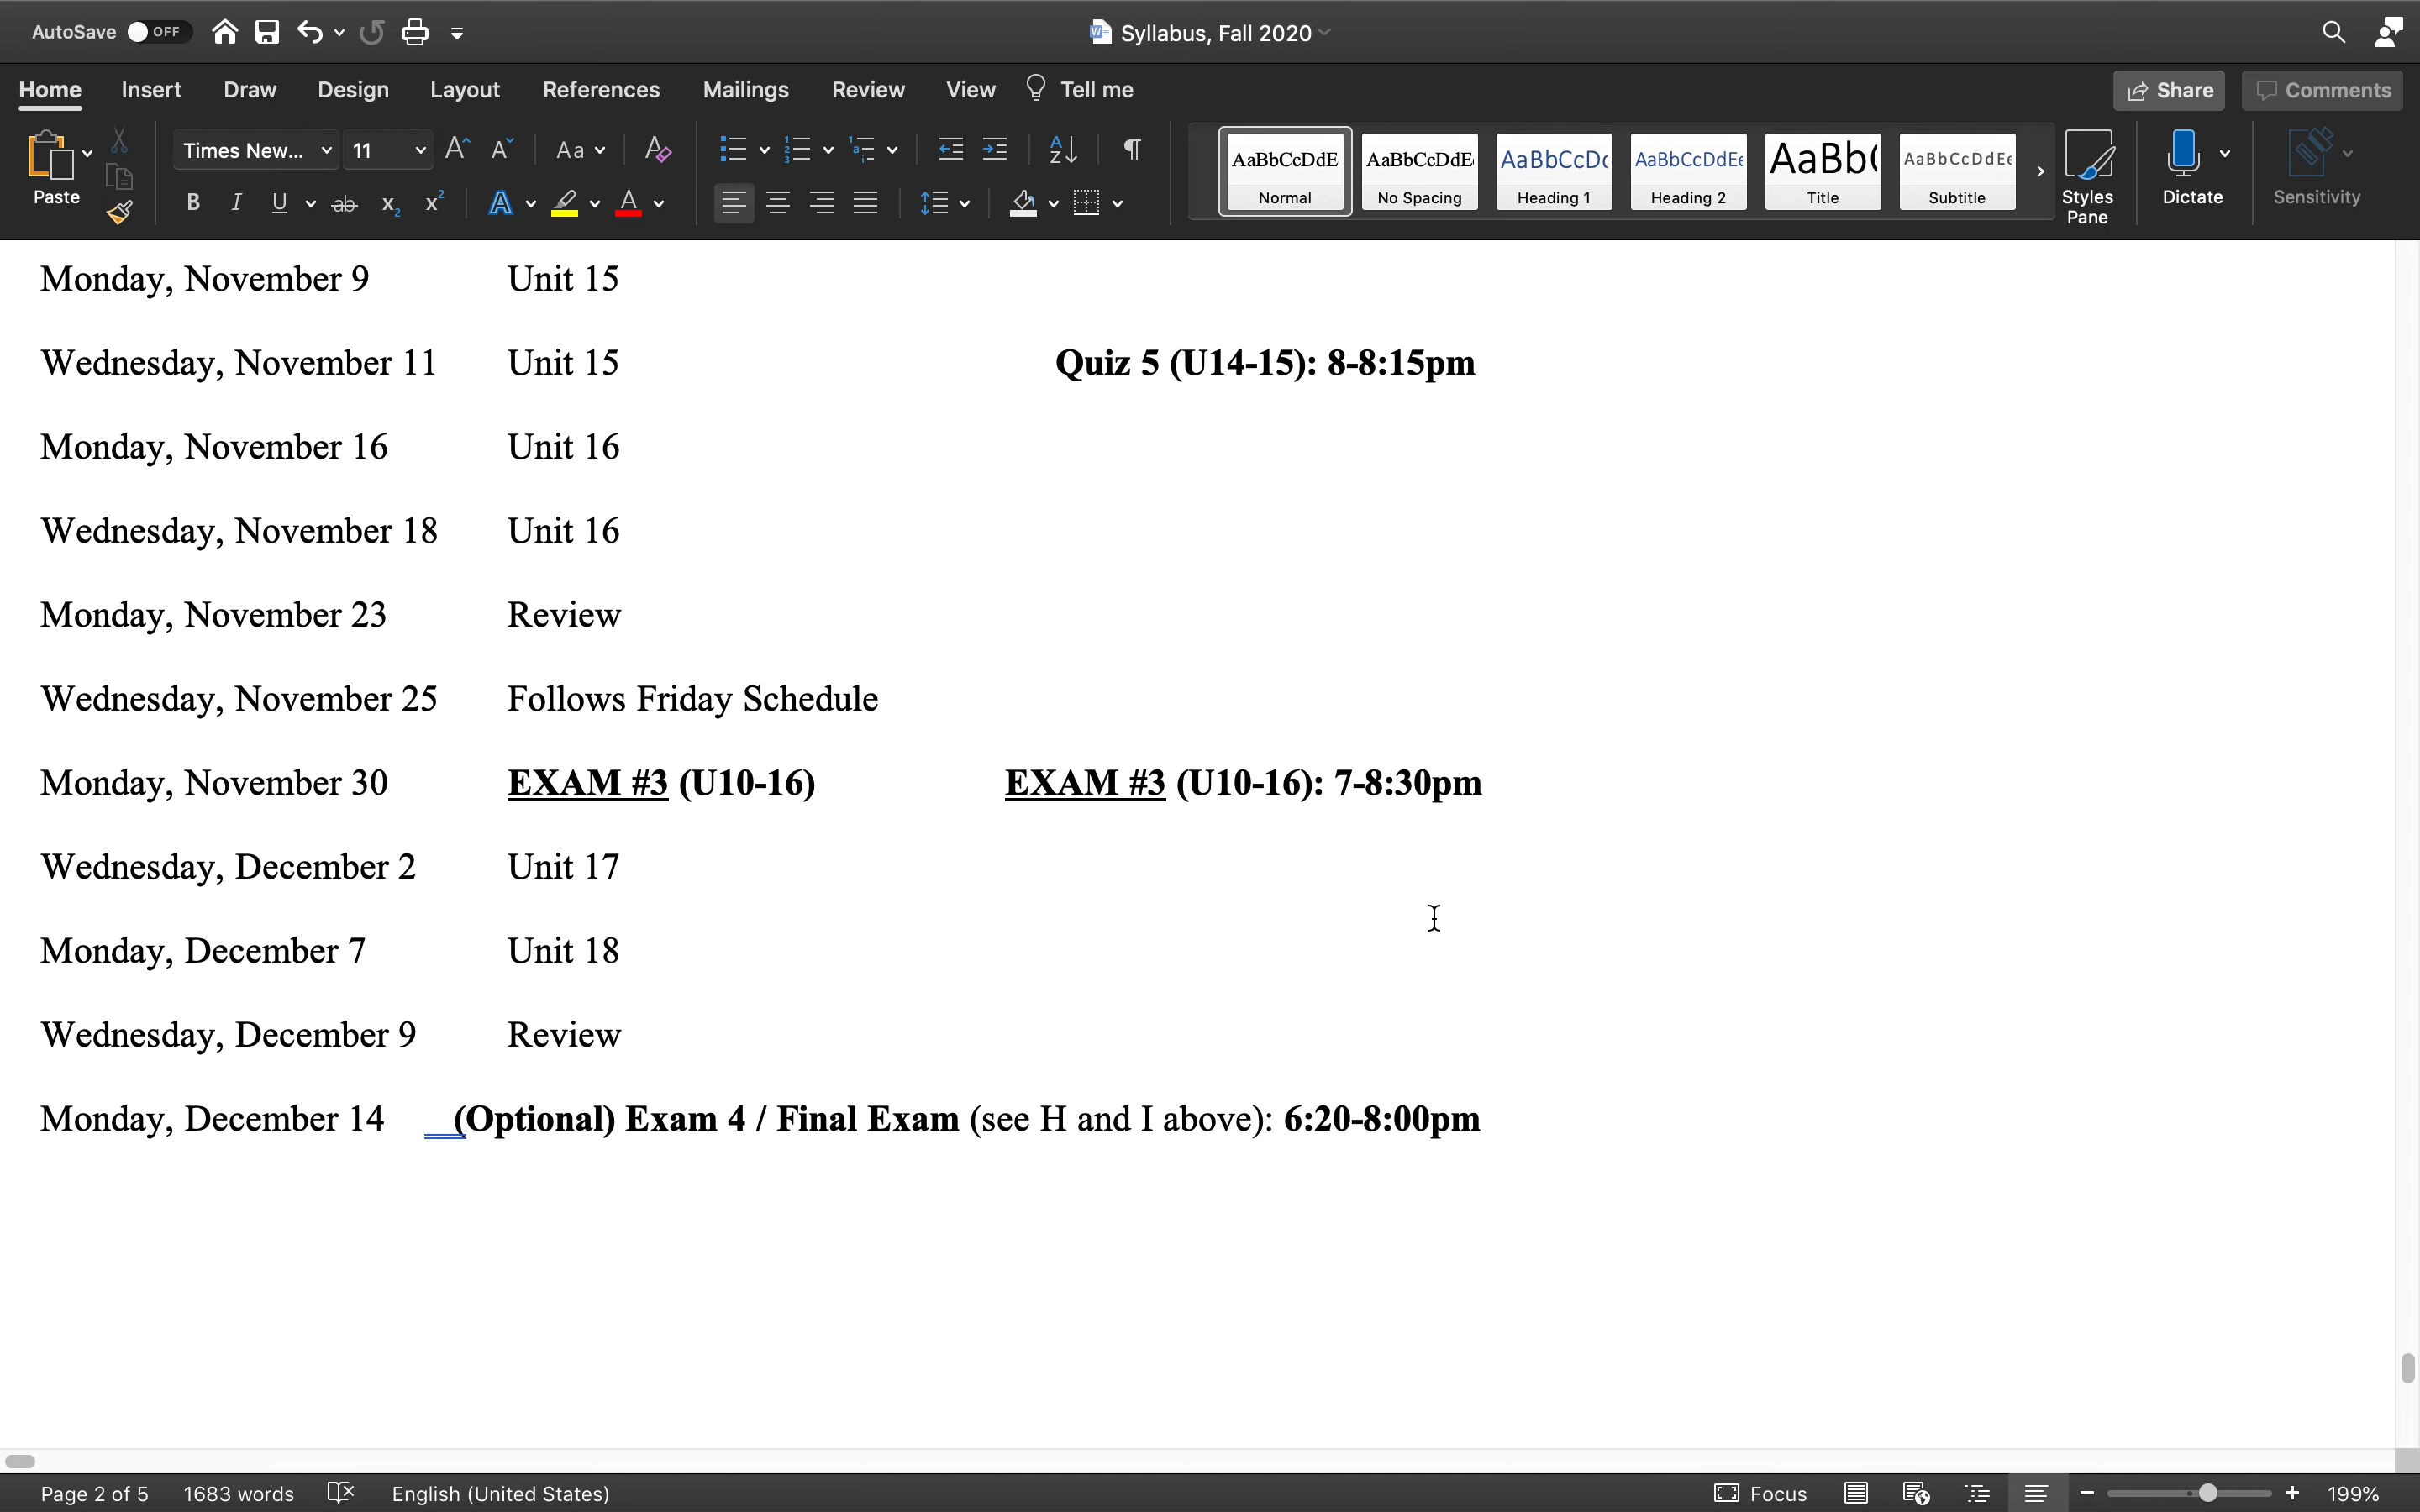 AutoSave OFF Syllabus, Fall 2020
Home Insert Draw Design Layout References Mailings Review View Tell me Share Comments
Paste Times New... 11 Aa AaBbCcDdE AaBbCcDdE AaBbCcDc AaBbCcDdEe AaBb( AaBbCcDdEe
Normal No Spacing Heading 1 Heading 2 Title Subtitle Styles Pane Dictate Sensitivity
B I U ab X2 X2 A A
Monday, November 9 Unit 15
Wednesday, November 11 Unit 15 Quiz 5 (U14-15): 8-8:15pm
Monday, November 16 Unit 16
Wednesday, November 18 Unit 16
Monday, November 23 Review
Wednesday, November 25 Follows Friday Schedule
Monday, November 30 EXAM #3 (U10-16) EXAM #3 (U10-16): 7-8:30pm
Wednesday, December 2 Unit 17
Monday, December 7 Unit 18
Wednesday, December 9 Review
Monday, December 14 (Optional) Exam 4 / Final Exam (see H and I above): 6:20-8:00pm
Page 2 of 5 1683 words English (United States) Focus 199%